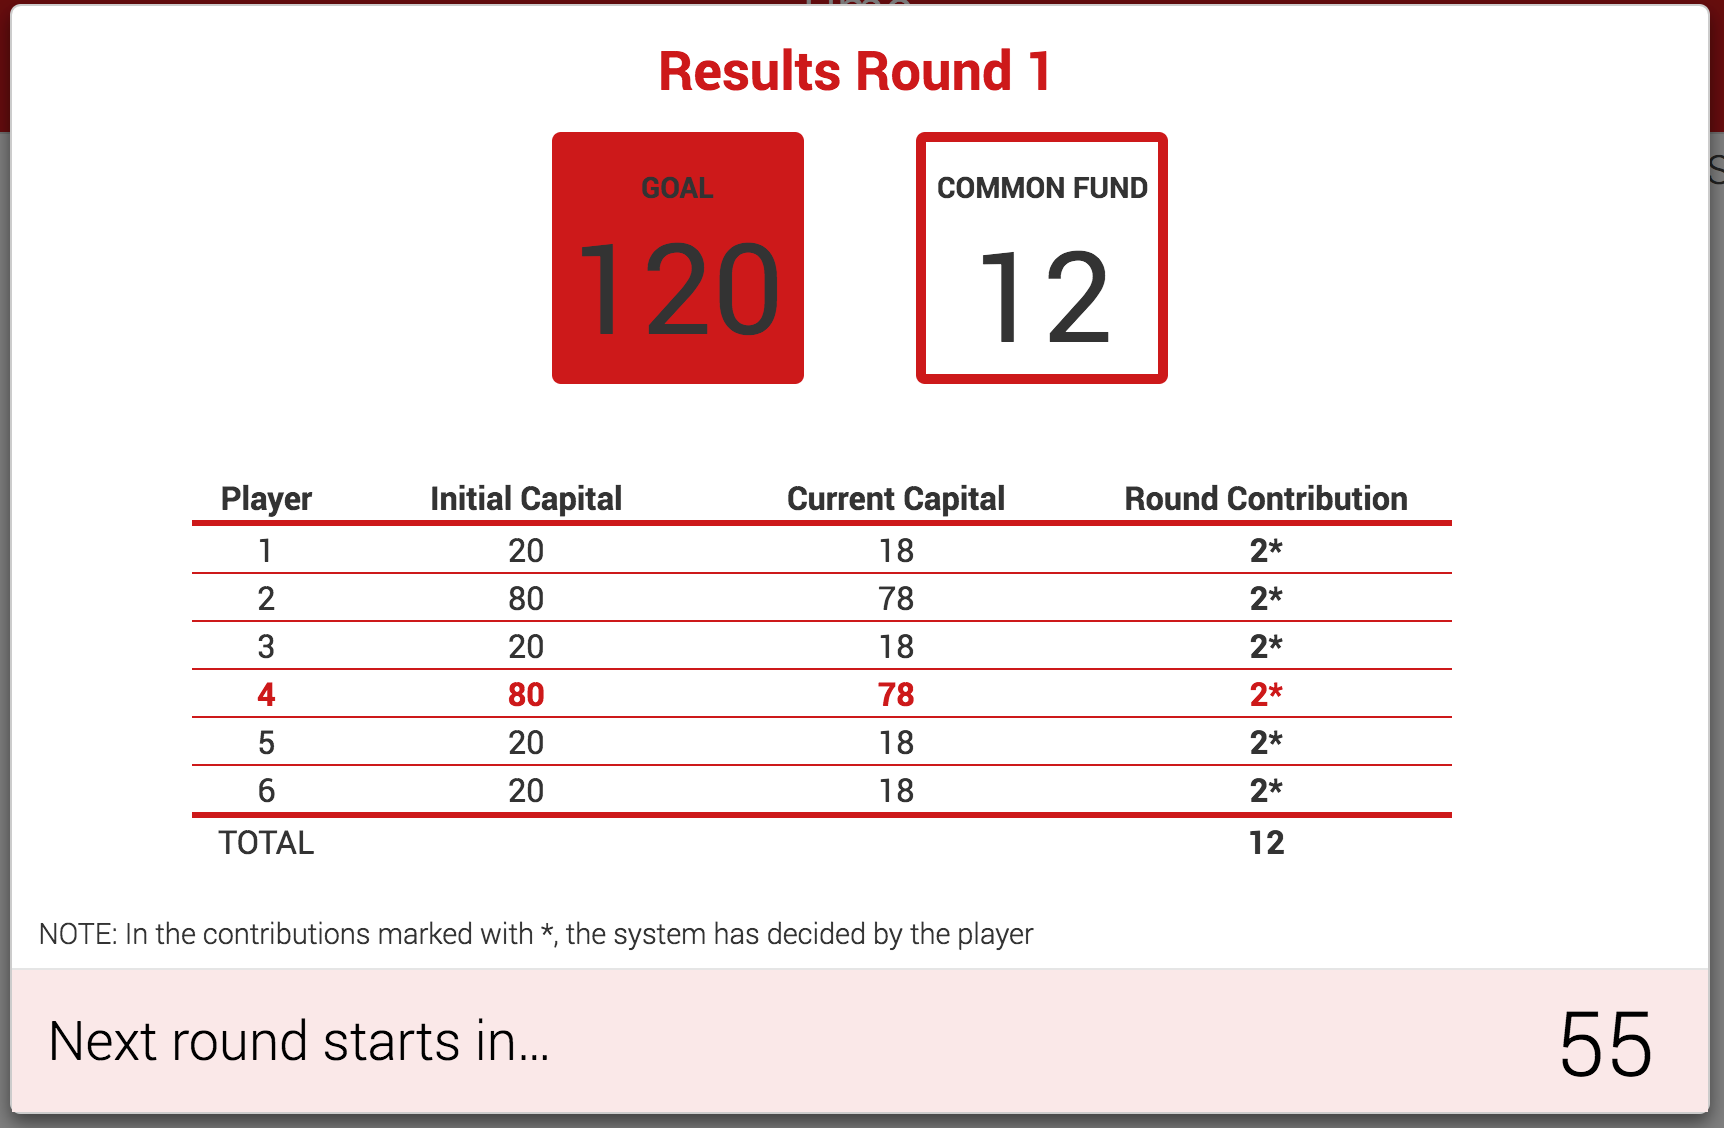 Results Round 1
GOAL
120
COMMON FUND
12
Player Initial Capital Current Capital Round Contribution
1 20 18 2*
2 80 78 2*
3 20 18 2*
4 80 78 2*
5 20 18 2*
6 20 18 2*
TOTAL 12
NOTE: In the contributions marked with *, the system has decided by the player
Next round starts in... 55